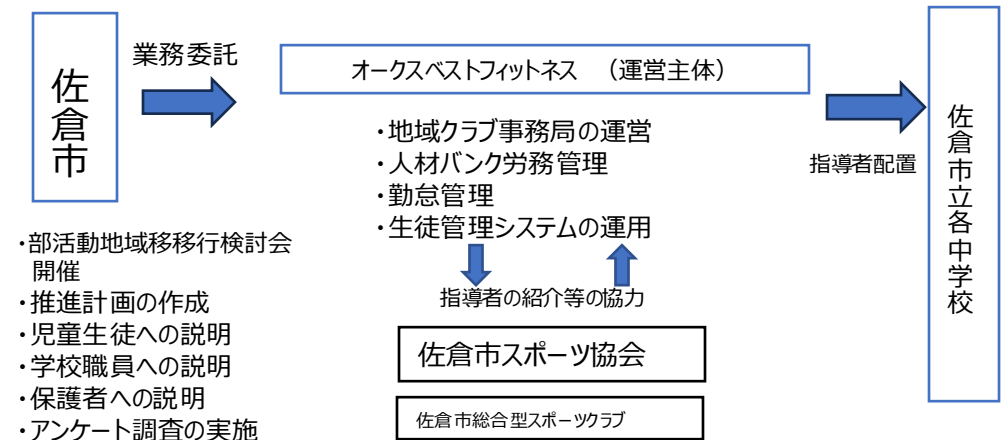 佐倉市
業務委託
オークスベストフィットネス （運営主体）
・地域クラブ事務局の運営
・人材バンク労務管理
・勤怠管理
・生徒管理システムの運用
指導者の紹介等の協力
佐倉市スポーツ協会
佐倉市総合型スポーツクラブ
指導者配置
佐倉市立各中学校
・部活動地域移移行検討会
開催
・推進計画の作成
・児童生徒への説明
・学校職員への説明
・保護者への説明
・アンケート調査の実施